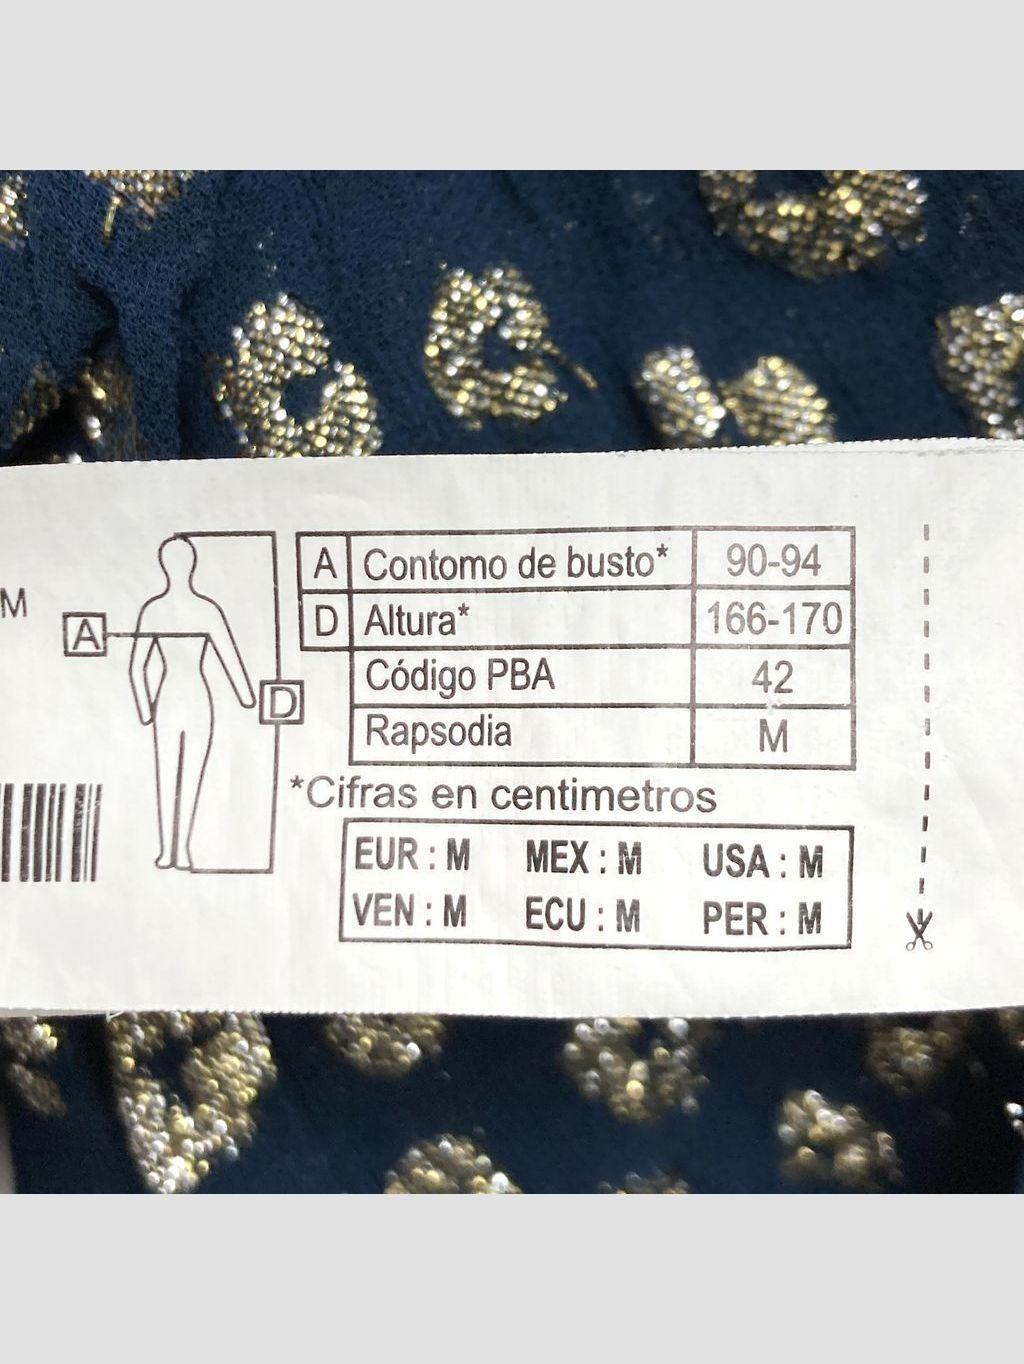 M
A
D
A Contomo de busto* 90-94
D Altura* 166-170
Código PBA 42
Rapsodia M
*Cifras en centimetros
EUR : M MEX : M USA : M
VEN : M ECU : M PER : M